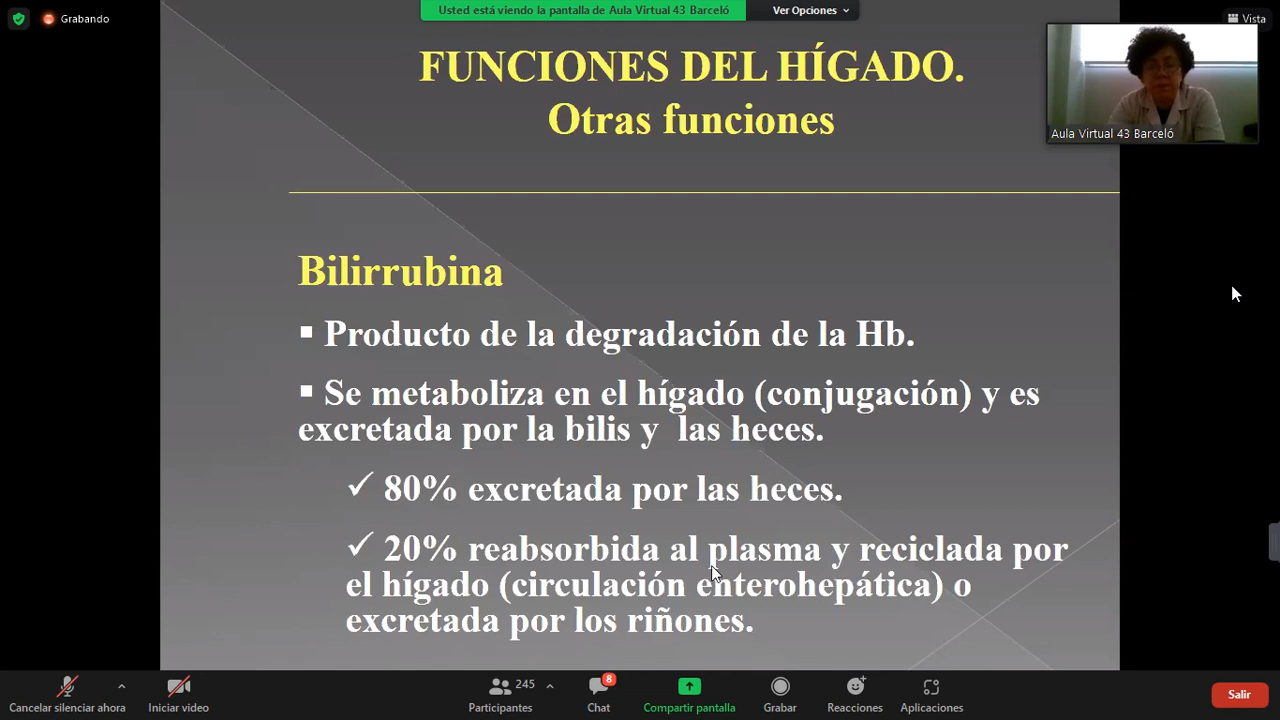 Grabando
Usted está viendo la pantalla de Aula Virtual 43 Barceló
Ver Opciones
Vista
FUNCIONES DEL HÍGADO.
Otras funciones
Aula Virtual 43 Barceló
Bilirrubina
▪ Producto de la degradación de la Hb.
▪ Se metaboliza en el hígado (conjugación) y es
excretada por la bilis y las heces.
✓ 80% excretada por las heces.
✓ 20% reabsorbida al plasma y reciclada por
el hígado (circulación enterohepática) o
excretada por los riñones.
Cancelar silenciar ahora
Iniciar video
245
Participantes
8
Chat
Compartir pantalla
Grabar
Reacciones
Aplicaciones
Salir